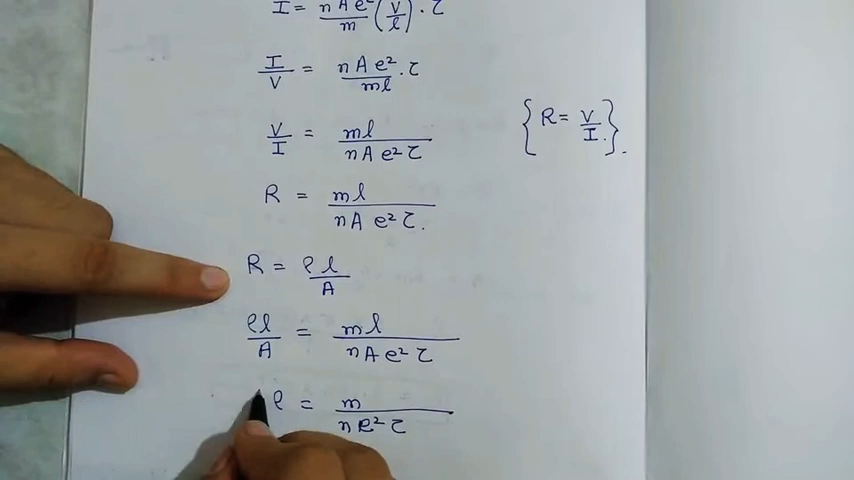 I = nAe²/m (V/l) · τ
I/V = nAe²/ml · τ
V/I = ml/nAe²τ
{R = V/I.}.
R = ml/nAe²τ.
R = ρl/A
ρl/A = ml/nAe²τ
ρ = m/ne²τ